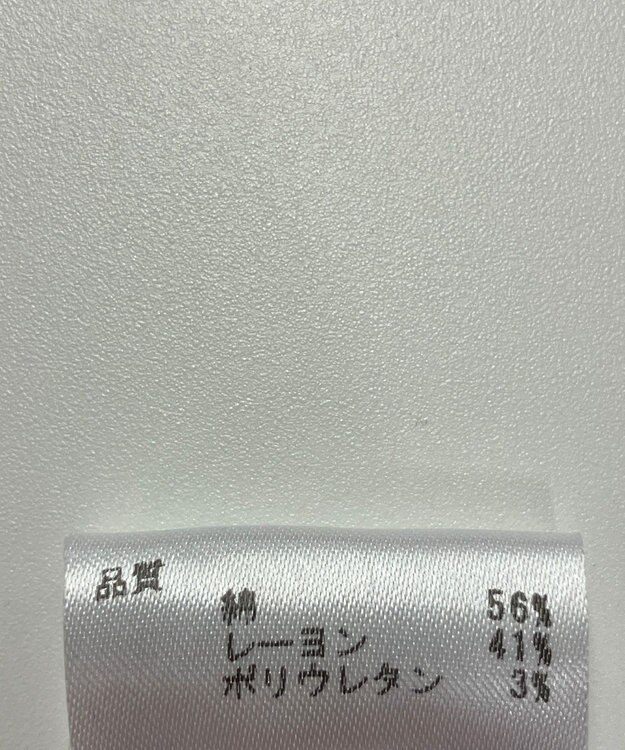 品質
綿 56%
レーヨン 41%
ポリウレタン 3%